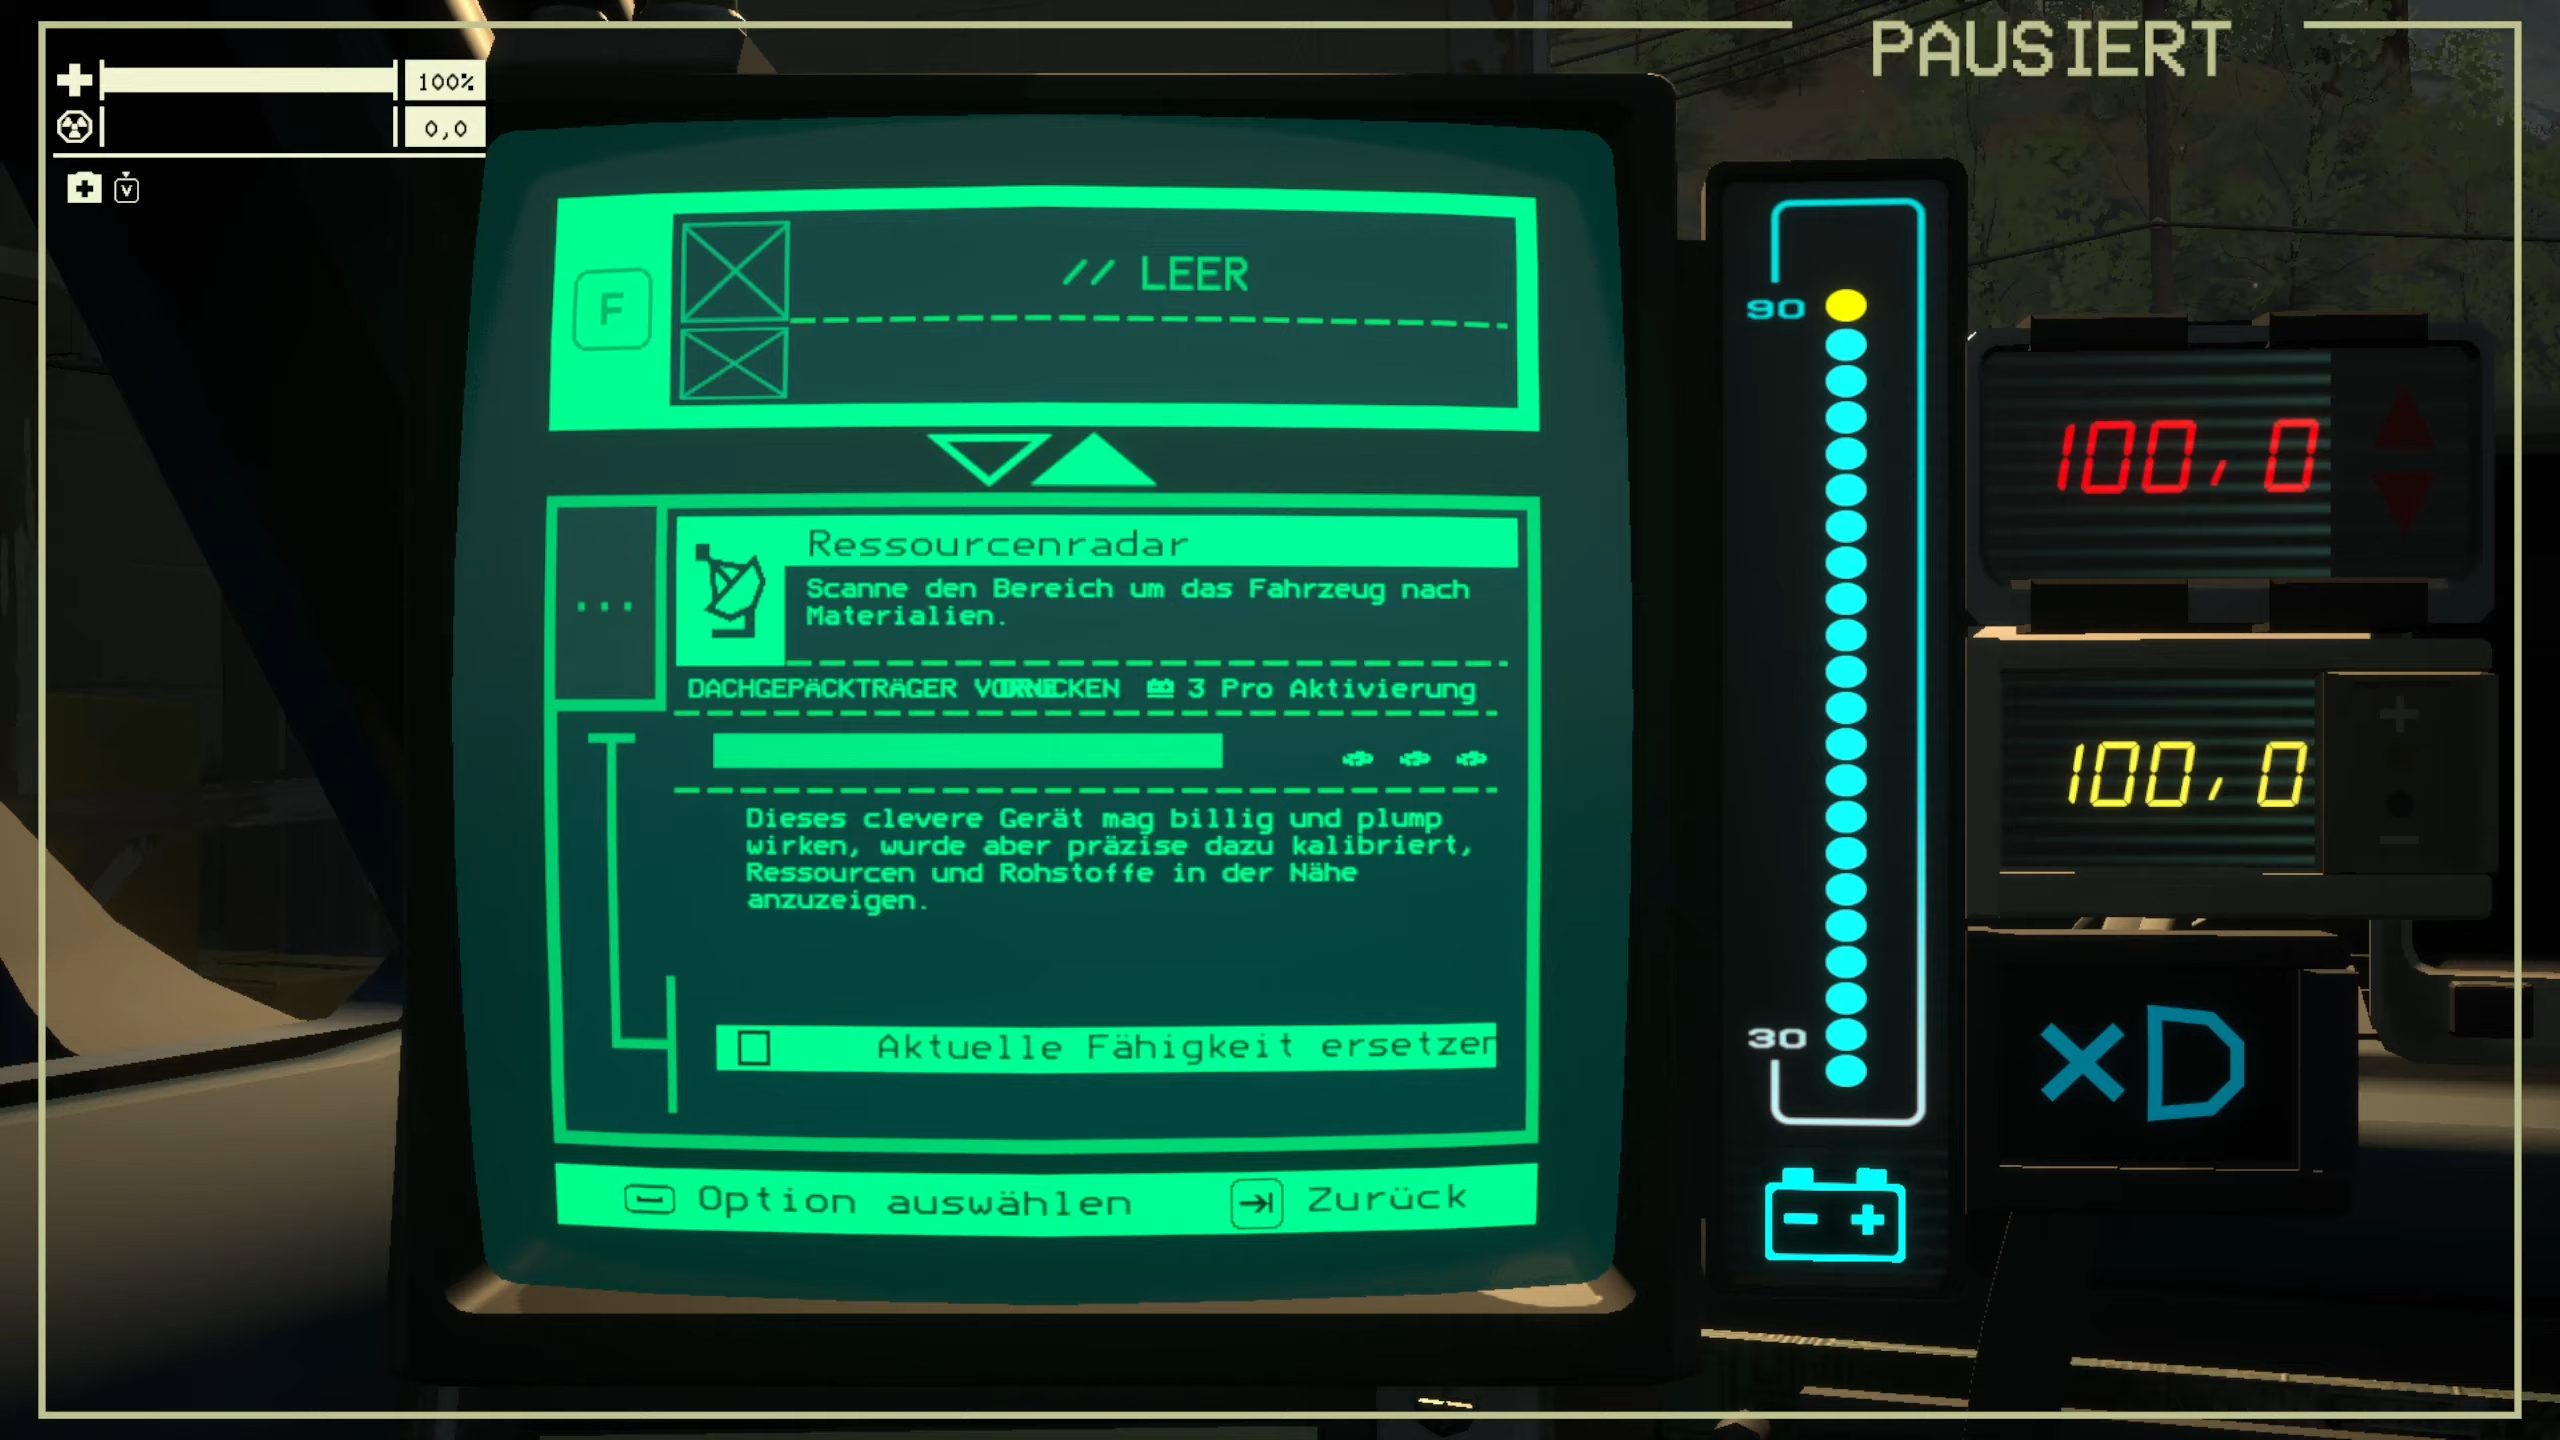 PAUSIERT
100%
0,0
V
F
// LEER
90
100,0
Ressourcenradar
Scanne den Bereich um das Fahrzeug nach
Materialien.
...
DACHGEPÄCKTRÄGER 3 Pro Aktivierung
100,0
Dieses clevere Gerät mag billig und plump
wirken, wurde aber präzise dazu kalibriert,
Ressourcen und Rohstoffe in der Nähe
anzuzeigen.
30
Aktuelle Fähigkeit ersetzen
Option auswählen
Zurück